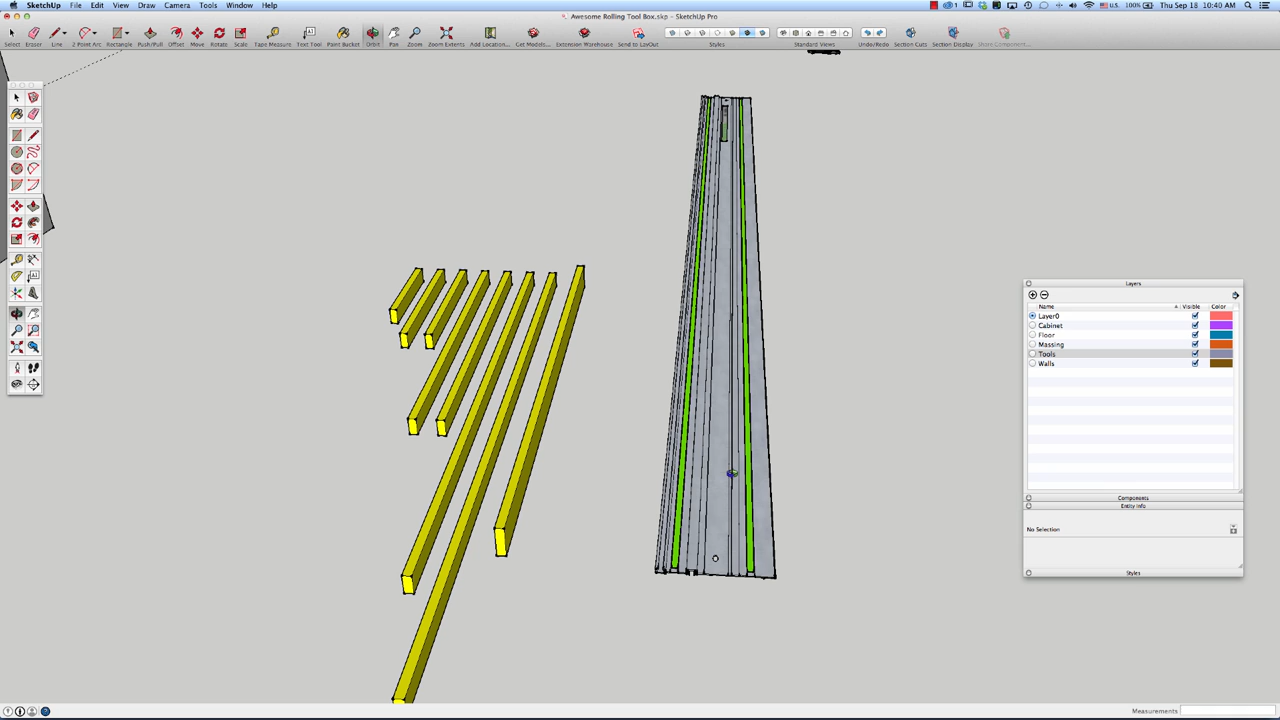 SketchUp File Edit View Draw Camera Tools Window Help
1 U.S. 100% Thu Sep 18 10:40 AM
Awesome Rolling Tool Box.skp - SketchUp Pro
Select Eraser Line 2 Point Arc Rectangle Push/Pull Offset Move Rotate Scale Tape Measure Text Tool Paint Bucket Orbit Pan Zoom Zoom Extents Add Location... Get Models... Extension Warehouse Send to LayOut Styles Standard Views Undo/Redo Section Cuts Section Display Share Component...
Layers
Name Visible Color
Layer0
Cabinet
Floor
Massing
Tools
Walls
Components
Entity Info
No Selection
Styles
Measurements